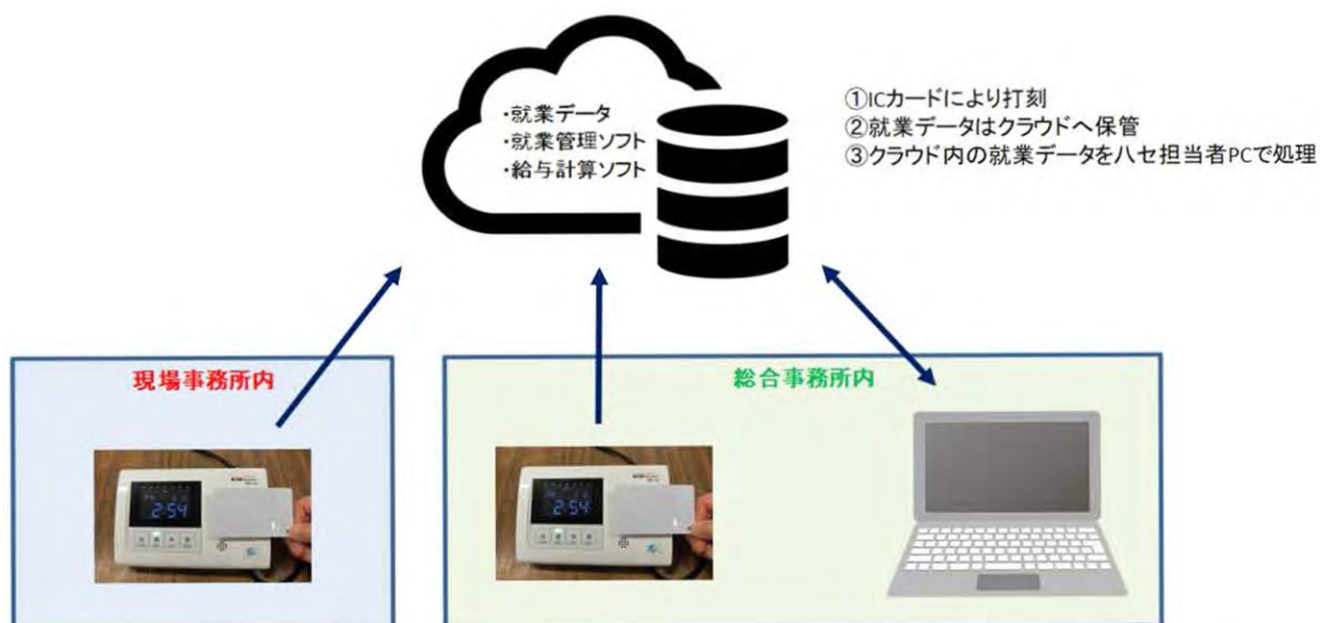 ・就業データ
・就業管理ソフト
・給与計算ソフト
①ICカードにより打刻
②就業データはクラウドへ保管
③クラウド内の就業データをハセ担当者PCで処理
現場事務所内
総合事務所内
2:54
2:54